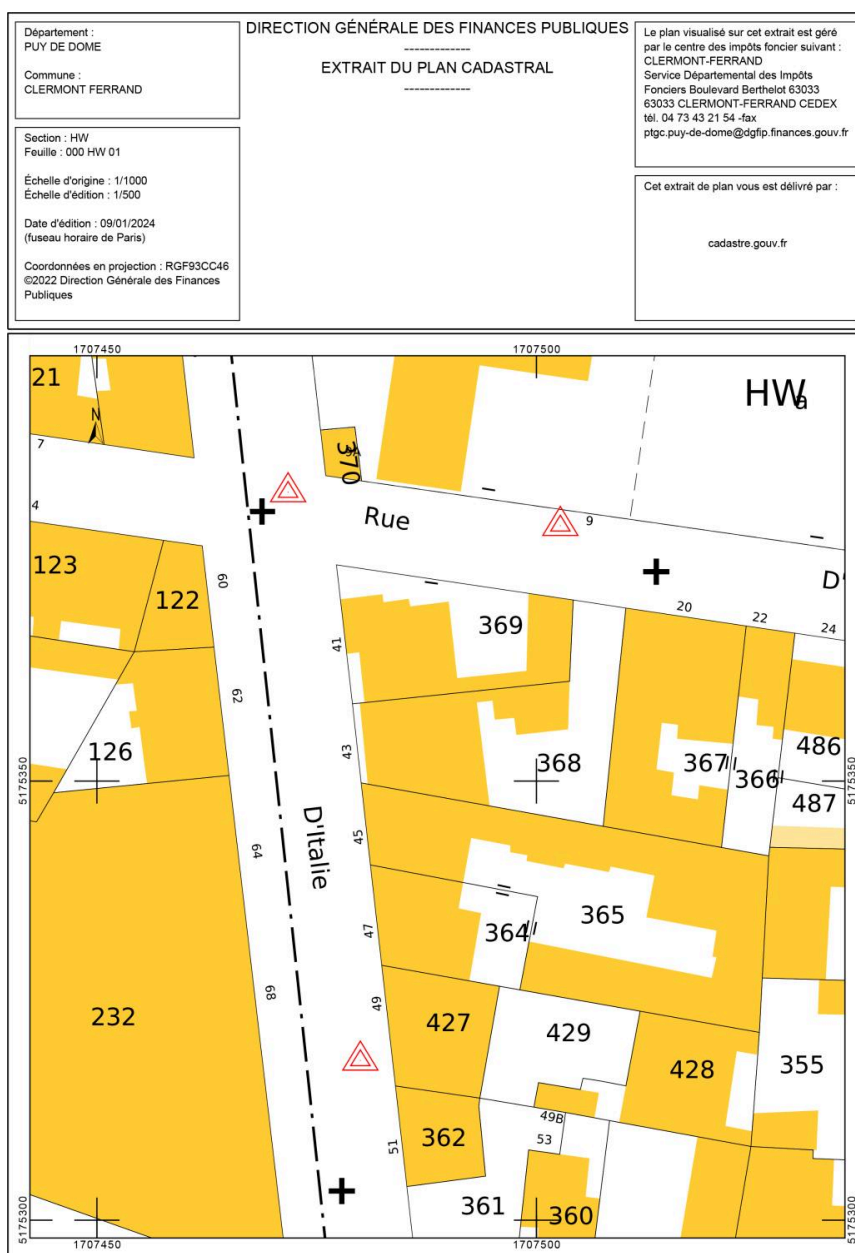 Département :
PUY DE DOME
Commune :
CLERMONT FERRAND
Section : HW
Feuille : 000 HW 01
Échelle d'origine : 1/1000
Échelle d'édition : 1/500
Date d'édition : 09/01/2024
(fuseau horaire de Paris)
Coordonnées en projection : RGF93CC46
©2022 Direction Générale des Finances
Publiques
DIRECTION GÉNÉRALE DES FINANCES PUBLIQUES
-------------
EXTRAIT DU PLAN CADASTRAL
-------------
Le plan visualisé sur cet extrait est géré
par le centre des impôts foncier suivant :
CLERMONT-FERRAND
Service Départemental des Impôts
Fonciers Boulevard Berthelot 63033
63033 CLERMONT-FERRAND CEDEX
tél. 04 73 43 21 54 -fax
ptgc.puy-de-dome@dgfip.finances.gouv.fr
Cet extrait de plan vous est délivré par :
cadastre.gouv.fr
1707450
1707500
21
HW
a
N
7
370
9A
4
Rue
9
D'
123
122
60
20
22
24
369
41
62
126
43
368
367
366
486
487
5175350
5175350
D'Italie
64
45
365
47
364
68
49
232
427
429
428
355
49B
51
362
53
361
360
5175300
5175300
1707450
1707500